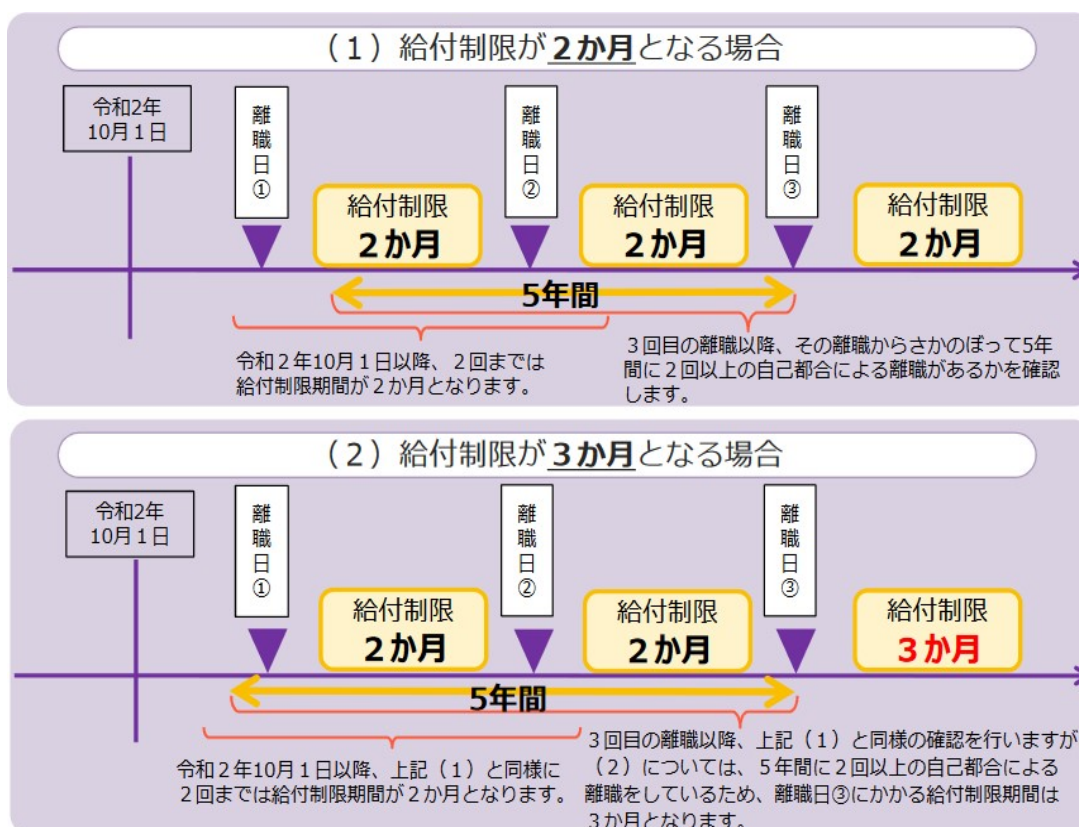 （１）給付制限が２か月となる場合
令和2年
10月１日
離職日①
離職日②
離職日③
給付制限
２か月
給付制限
２か月
給付制限
２か月
5年間
令和２年10月１日以降、２回までは
給付制限期間が２か月となります。
３回目の離職以降、その離職からさかのぼって5年
間に２回以上の自己都合による離職があるかを確認
します。
（２）給付制限が３か月となる場合
令和2年
10月１日
離職日①
離職日②
離職日③
給付制限
２か月
給付制限
２か月
給付制限
３か月
5年間
令和２年10月１日以降、上記（１）と同様に
２回までは給付制限期間が２か月となります。
３回目の離職以降、上記（１）と同様の確認を行いますが
（２）については、５年間に２回以上の自己都合による
離職をしているため、離職日③にかかる給付制限期間は
３か月となります。